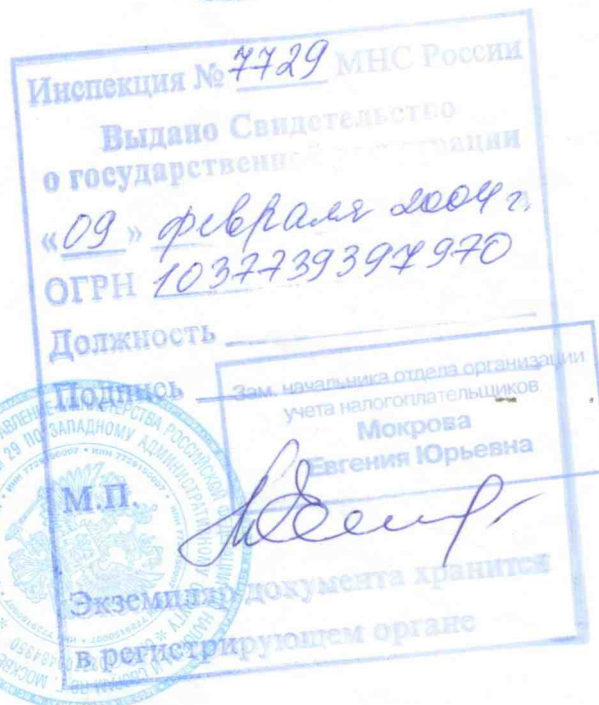 Инспекция № 7729 МНС России
Выдано Свидетельство
о государственной регистрации
«09» февраля 2004 г.
ОГРН 1037739397970
Должность
Подпись
Зам. начальника отдела организации
учета налогоплательщиков
Мокрова
Евгения Юрьевна
М.П.
Экземпляр документа хранится
в регистрирующем органе